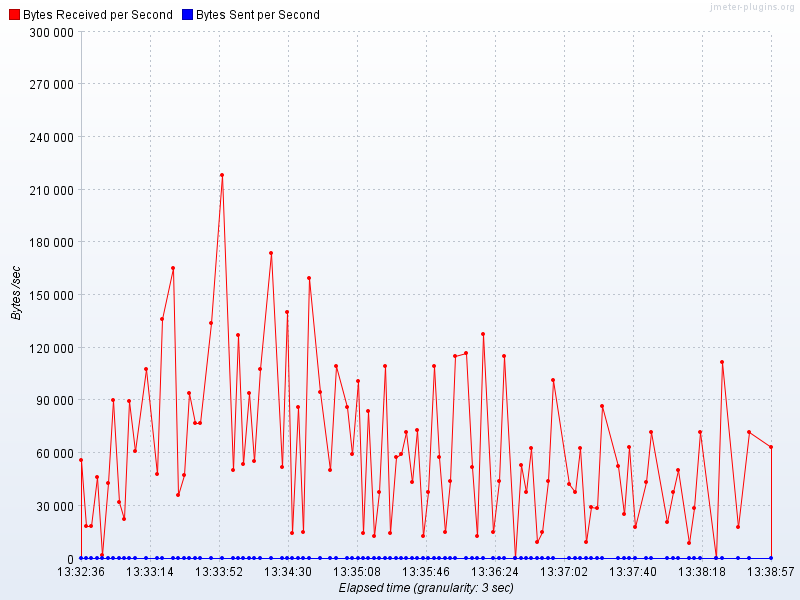 jmeter-plugins.org
Bytes Received per Second Bytes Sent per Second
300 000
270 000
240 000
210 000
180 000
150 000
120 000
90 000
60 000
30 000
0
Bytes /sec
13:32:36 13:33:14 13:33:52 13:34:30 13:35:08 13:35:46 13:36:24 13:37:02 13:37:40 13:38:18 13:38:57
Elapsed time (granularity: 3 sec)